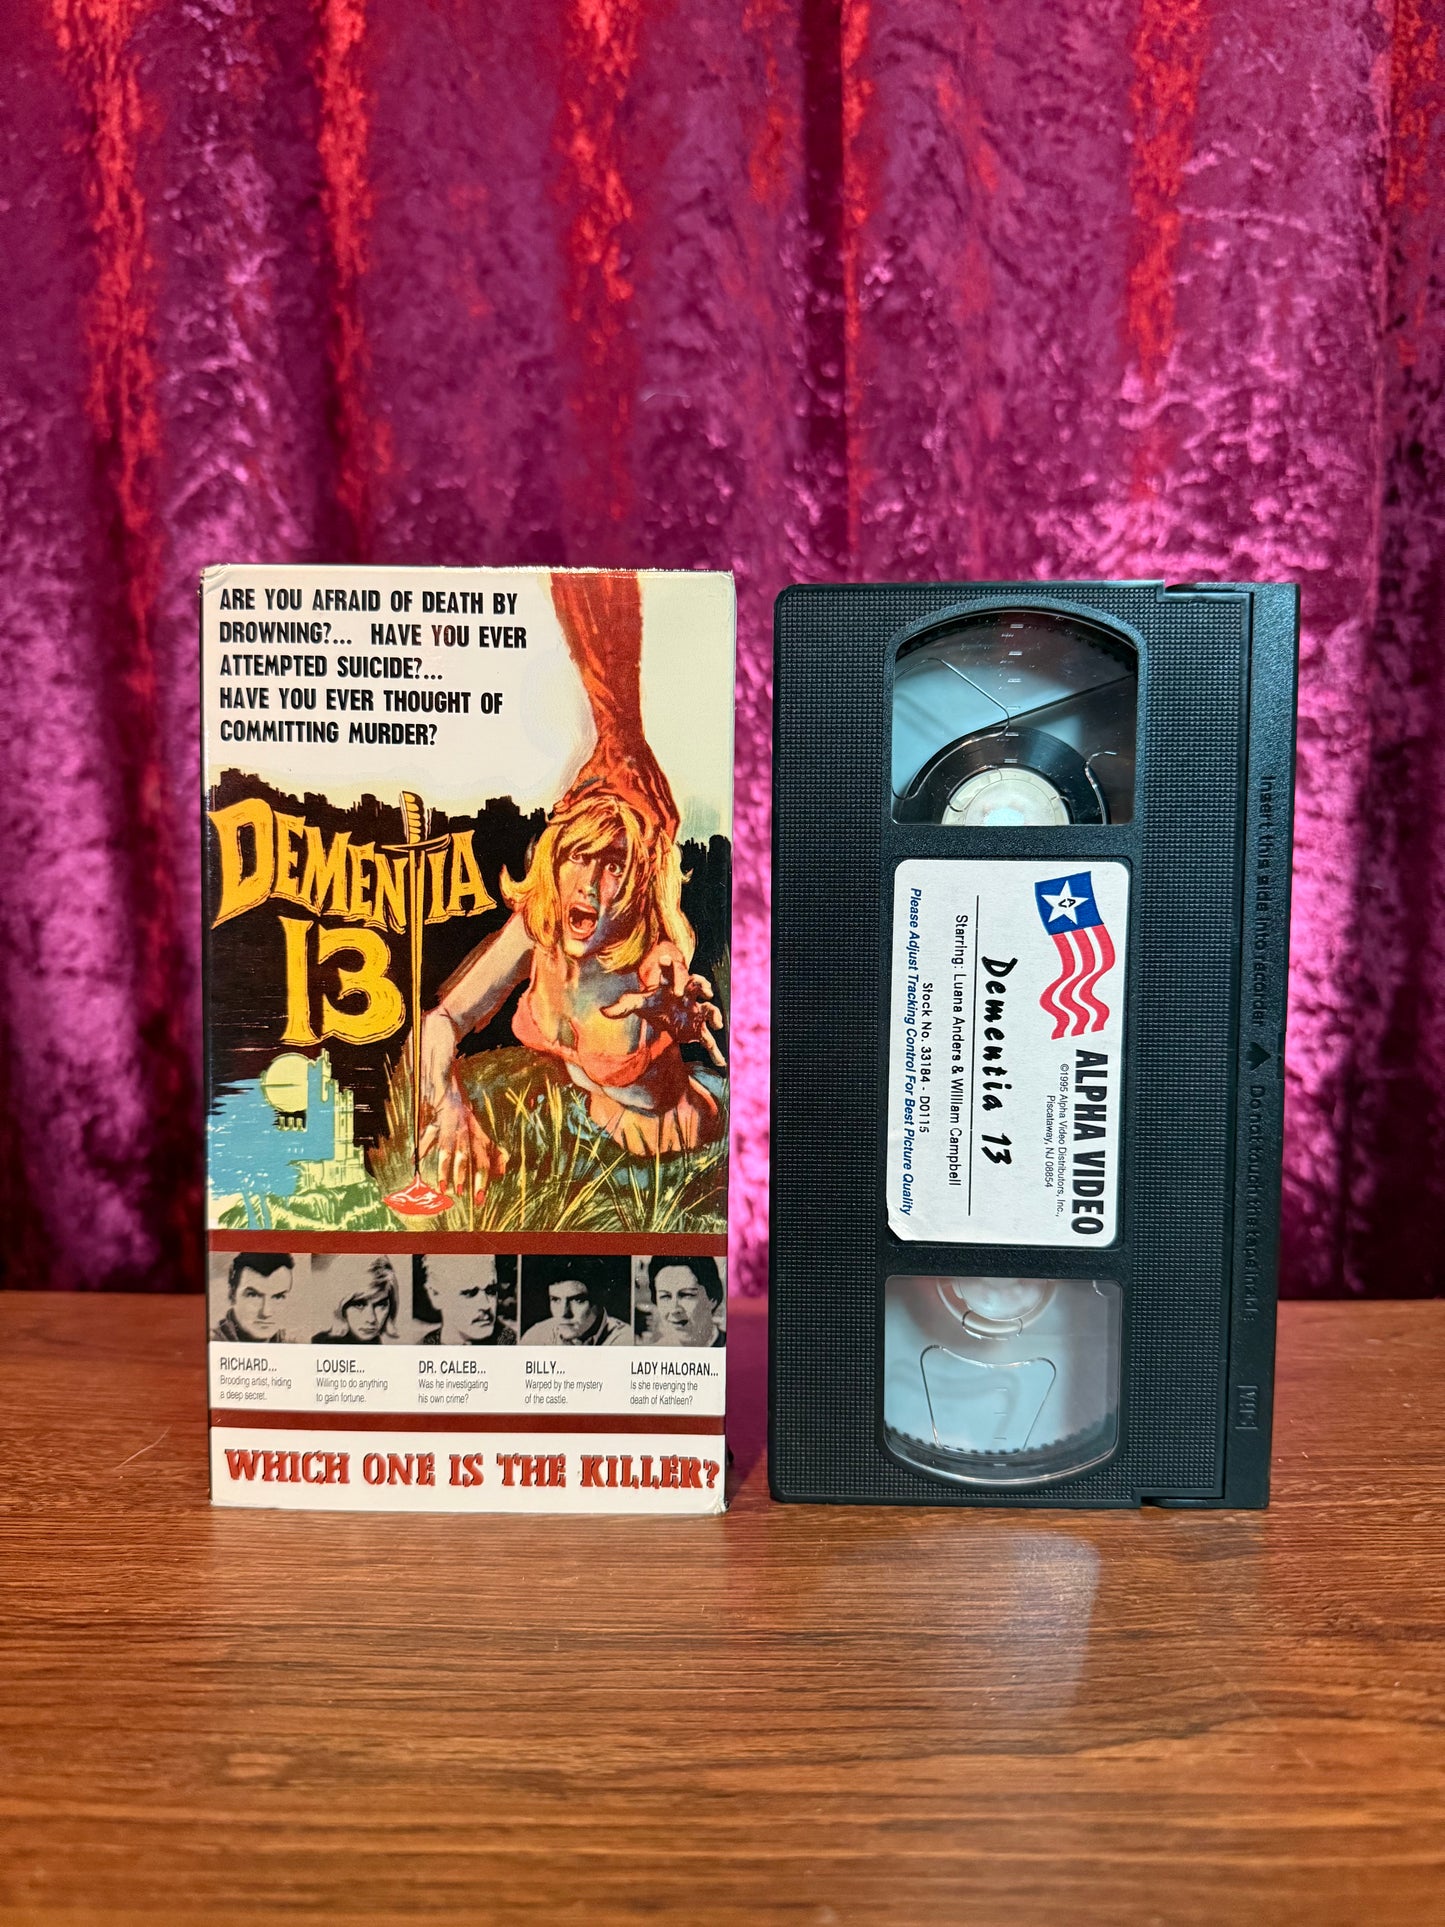 ARE YOU AFRAID OF DEATH BY
DROWNING?... HAVE YOU EVER
ATTEMPTED SUICIDE?...
HAVE YOU EVER THOUGHT OF
COMMITTING MURDER?
DEMENTIA
13
RICHARD...
Brooding artist, hiding
a deep secret.
LOUSIE...
Willing to do anything
to gain fortune.
DR. CALEB...
Was he investigating
his own crime?
BILLY...
Warped by the mystery
of the castle.
LADY HALORAN...
Is she revenging the
death of Kathleen?
WHICH ONE IS THE KILLER?
ALPHA VIDEO
©1995 Alpha Video Distributors, Inc.,
Piscataway, NJ 08854
Dementia 13
Starring: Luana Anders & William Campbell
Stock No. 33184 - D0115
Please Adjust Tracking Control For Best Picture Quality
Insert this side into recorder
Do not touch the tape inside
VHS